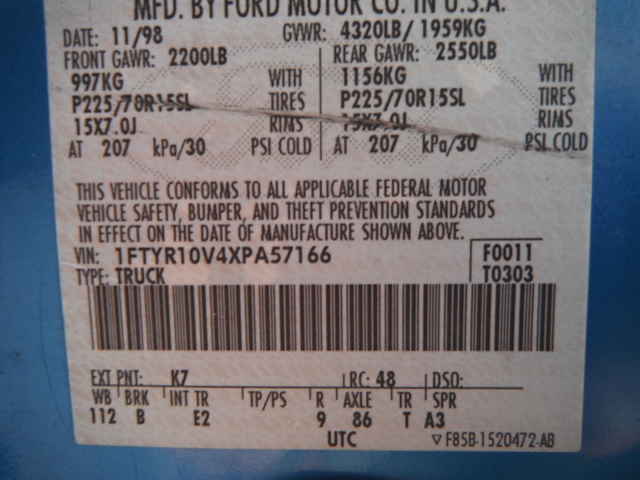 MFD. BY FORD MOTOR CO. IN U.S.A.
DATE: 11/98 GVWR: 4320LB/ 1959KG
FRONT GAWR: 2200LB REAR GAWR: 2550LB
997KG WITH 1156KG WITH
P225/70R15SL TIRES P225/70R15SL TIRES
15X7.0J RIMS 15X7.0J RIMS
AT 207 kPa/30 PSI COLD AT 207 kPa/30 PSI COLD
THIS VEHICLE CONFORMS TO ALL APPLICABLE FEDERAL MOTOR
VEHICLE SAFETY, BUMPER, AND THEFT PREVENTION STANDARDS
IN EFFECT ON THE DATE OF MANUFACTURE SHOWN ABOVE.
VIN: 1FTYR10V4XPA57166 F0011
TYPE: TRUCK T0303
EXT PNT: K7 RC: 48 DSO:
WB BRK INT TR TP/PS R AXLE TR SPR
112 B E2 9 86 T A3
UTC ▽ F85B-1520472-AB